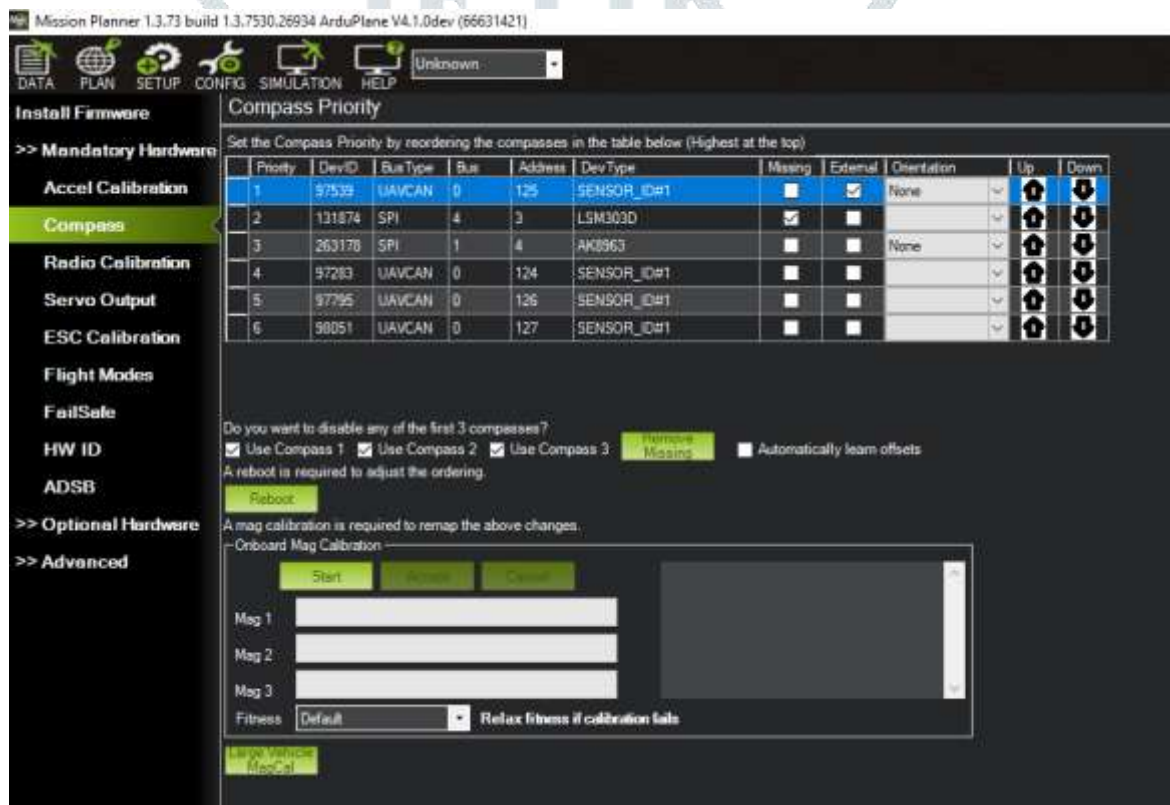 Mission Planner 1.3.73 build 1.3.7530.26934 ArduPlane V4.1.0dev (66631421)
DATA PLAN SETUP CONFIG SIMULATION HELP Unknown
Install Firmware
>> Mandatory Hardware
Accel Calibration
Compass
Radio Calibration
Servo Output
ESC Calibration
Flight Modes
FailSafe
HW ID
ADSB
>> Optional Hardware
>> Advanced
Compass Priority
Set the Compass Priority by reordering the compasses in the table below (Highest at the top)
Priority DevID BusType Bus Address DevType Missing External Orientation Up Down
1 97539 UAVCAN 0 125 SENSOR_ID#1 None
2 131874 SPI 4 3 LSM303D
3 263178 SPI 1 4 AK8963 None
4 97283 UAVCAN 0 124 SENSOR_ID#1
5 97795 UAVCAN 0 126 SENSOR_ID#1
6 98051 UAVCAN 0 127 SENSOR_ID#1
Do you want to disable any of the first 3 compasses?
Use Compass 1 Use Compass 2 Use Compass 3 Remove Missing Automatically learn offsets
A reboot is required to adjust the ordering.
Reboot
A mag calibration is required to remap the above changes.
Onboard Mag Calibration
Start Accept Cancel
Mag 1
Mag 2
Mag 3
Fitness Default Relax fitness if calibration fails
Large Vehicle
MagCal